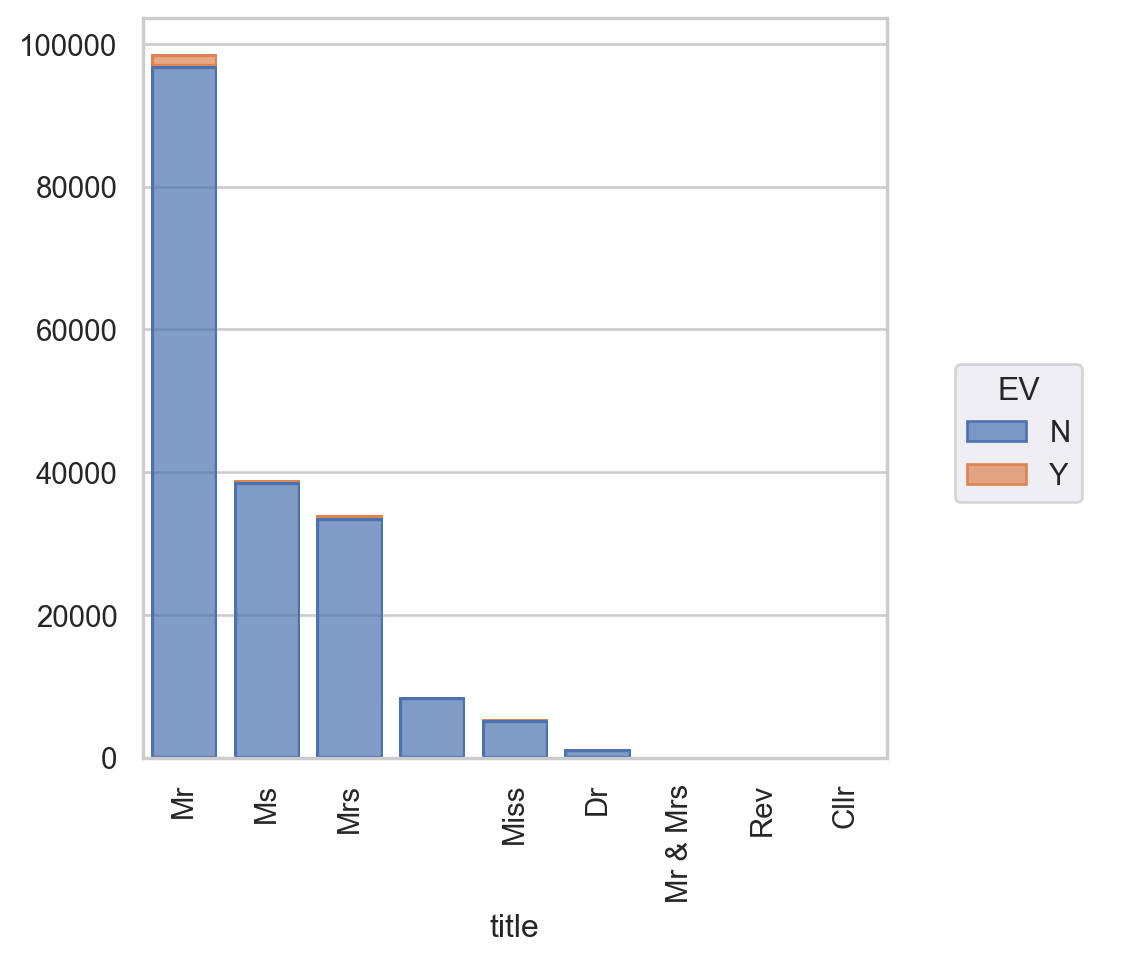 100000
80000
60000
40000
20000
0
Mr
Ms
Mrs
Miss
Dr
Mr & Mrs
Rev
Cllr
title
EV
N
Y